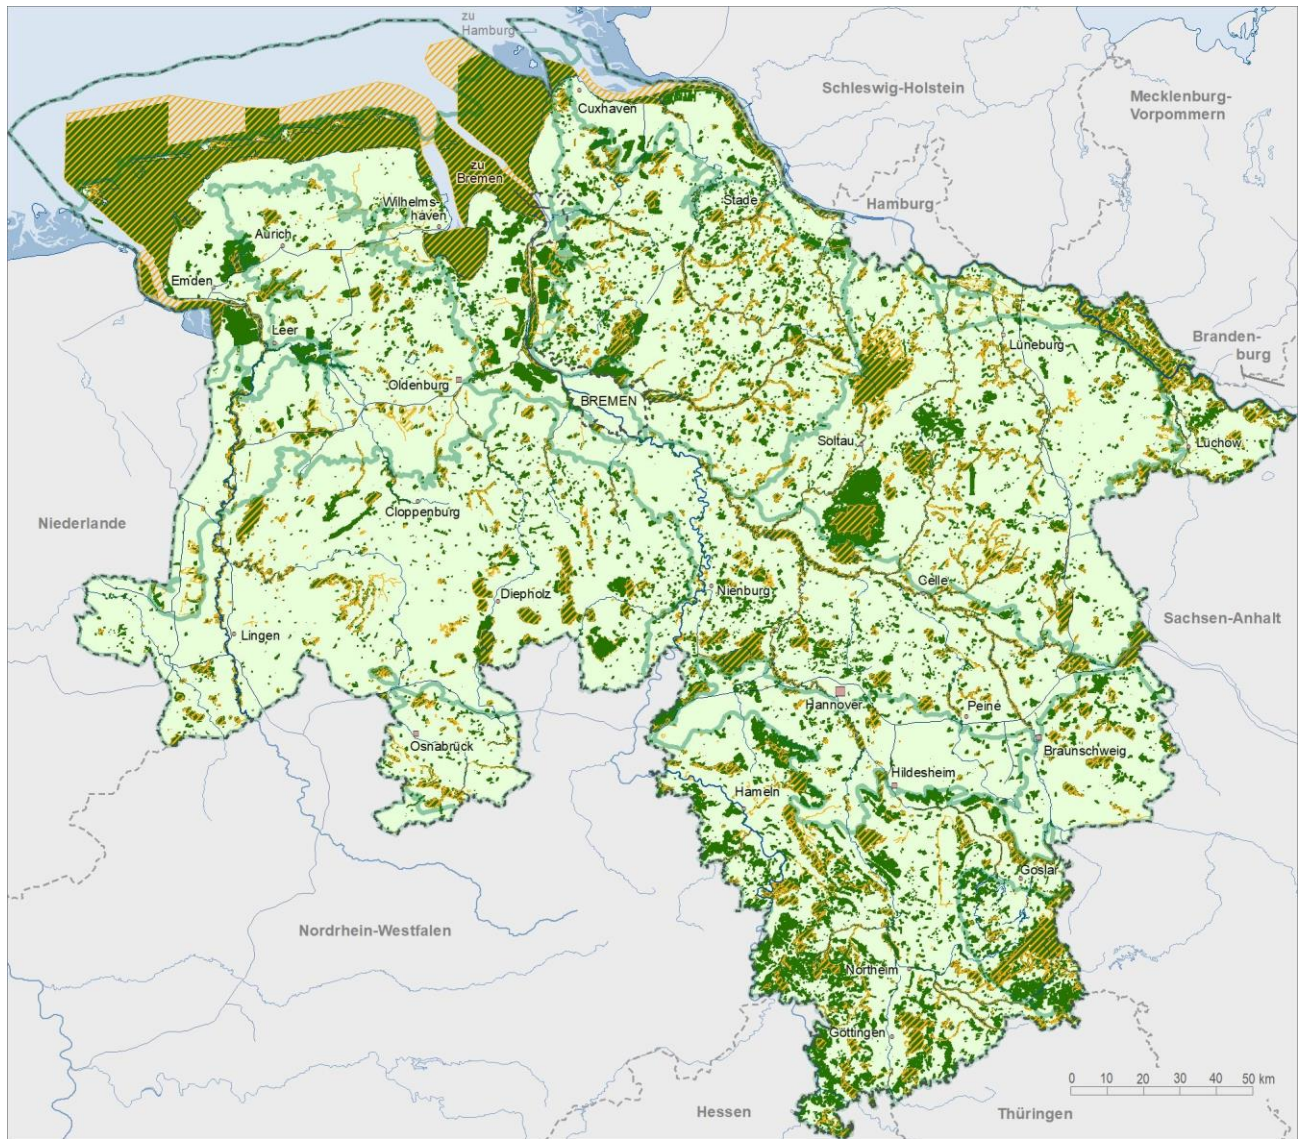 zu
Hamburg
Schleswig-Holstein
Mecklenburg-
Vorpommern
Cuxhaven
zu
Bremen
Wilhelms-
haven
Stade
Hamburg
Aurich
Emden
Leer
Lüneburg
Branden-
burg
Oldenburg
BREMEN
Soltau
Lüchow
Niederlande
Cloppenburg
Celle
Nienburg
Diepholz
Sachsen-Anhalt
Lingen
Hannover
Peine
Osnabrück
Braunschweig
Hildesheim
Hameln
Goslar
Nordrhein-Westfalen
Northeim
Göttingen
0 10 20 30 40 50 km
Hessen
Thüringen